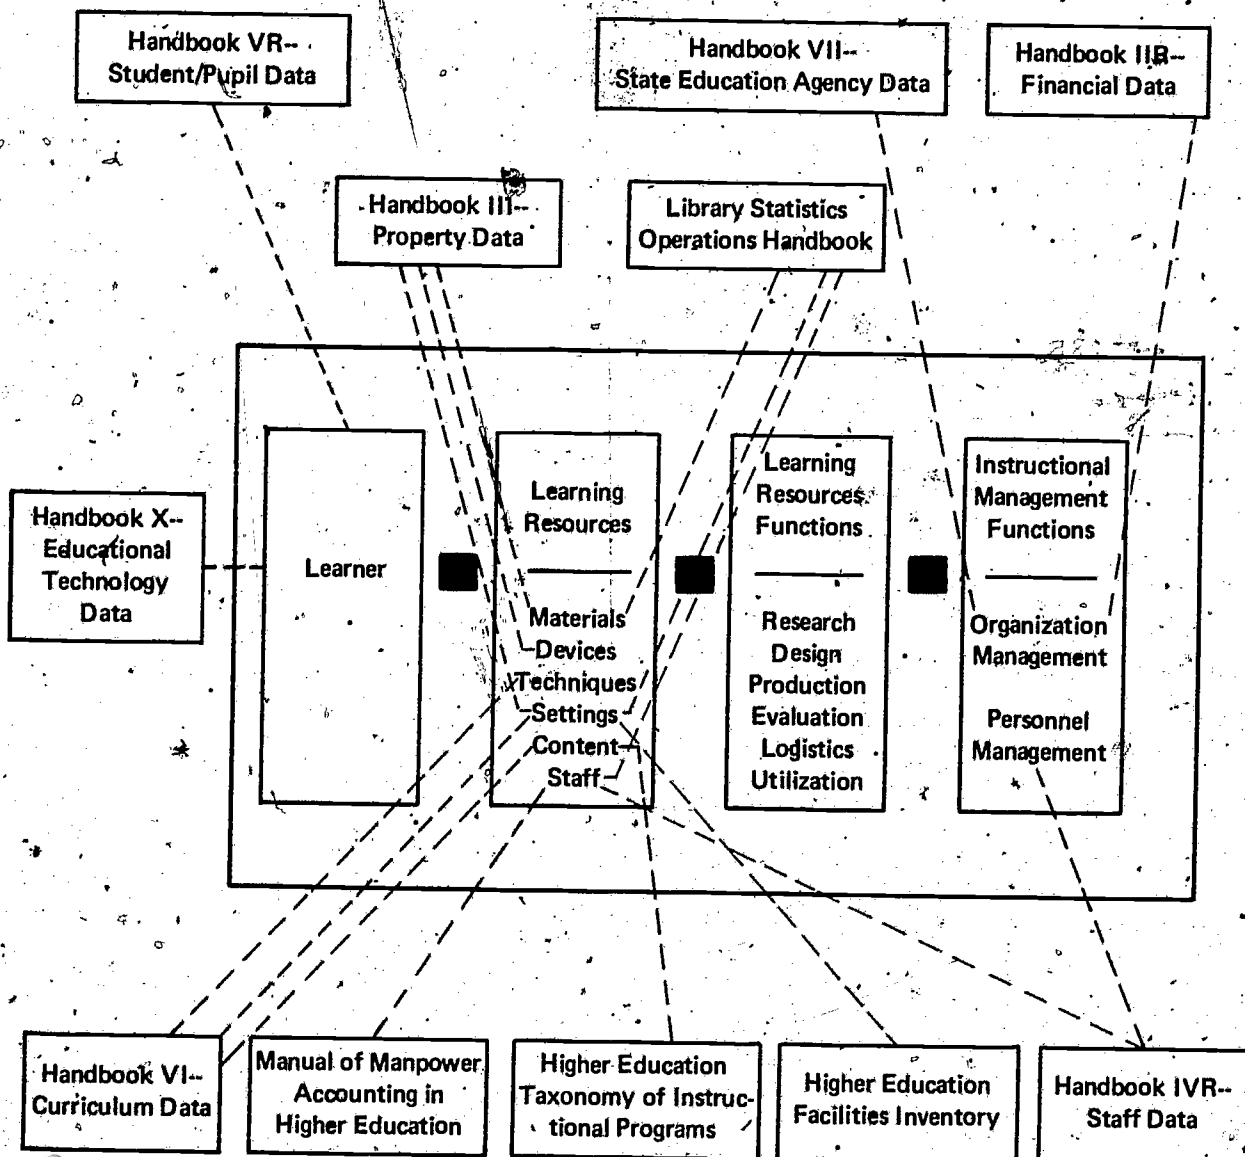 Handbook VR--
Student/Pupil Data
Handbook VII--
State Education Agency Data
Handbook IIR--
Financial Data
Handbook III--
Property Data
Library Statistics
Operations Handbook
Handbook X--
Educational
Technology
Data
Learner
Learning
Resources
Materials
Devices
Techniques
Settings
Content
Staff
Learning
Resources
Functions
Research
Design
Production
Evaluation
Logistics
Utilization
Instructional
Management
Functions
Organization
Management
Personnel
Management
Handbook VI--
Curriculum Data
Manual of Manpower
Accounting in
Higher Education
Higher Education
Taxonomy of Instruc-
tional Programs
Higher Education
Facilities Inventory
Handbook IVR--
Staff Data